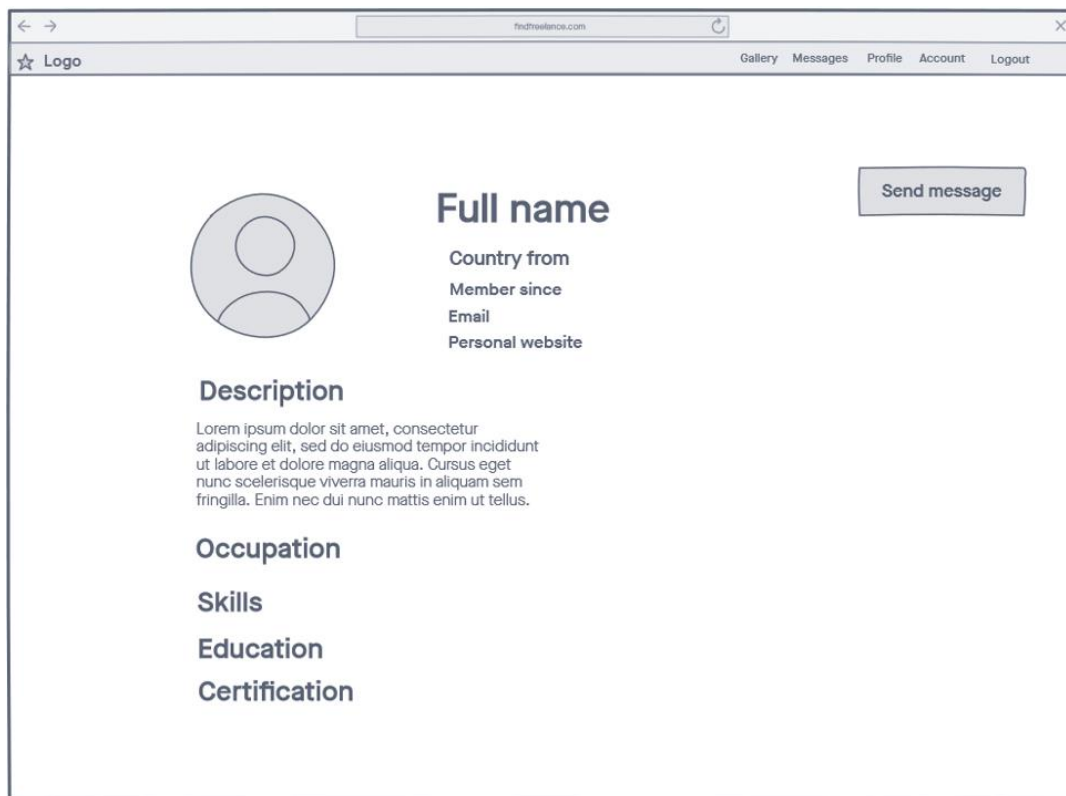 findfreelance.com
Logo
Gallery Messages Profile Account Logout
Send message
Full name
Country from
Member since
Email
Personal website
Description
Lorem ipsum dolor sit amet, consectetur
adipiscing elit, sed do eiusmod tempor incididunt
ut labore et dolore magna aliqua. Cursus eget
nunc scelerisque viverra mauris in aliquam sem
fringilla. Enim nec dui nunc mattis enim ut tellus.
Occupation
Skills
Education
Certification